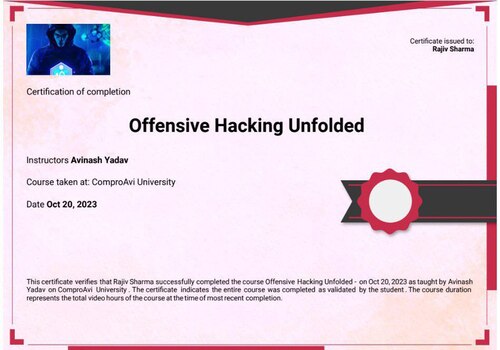 Certificate issued to:
Rajiv Sharma
Certification of completion
Offensive Hacking Unfolded
Instructors Avinash Yadav
Course taken at: ComproAvi University
Date Oct 20, 2023
This certificate verifies that Rajiv Sharma successfully completed the course Offensive Hacking Unfolded - on Oct 20, 2023 as taught by Avinash
Yadav on ComproAvi University. The certificate indicates the entire course was completed as validated by the student. The course duration
represents the total video hours of the course at the time of most recent completion.